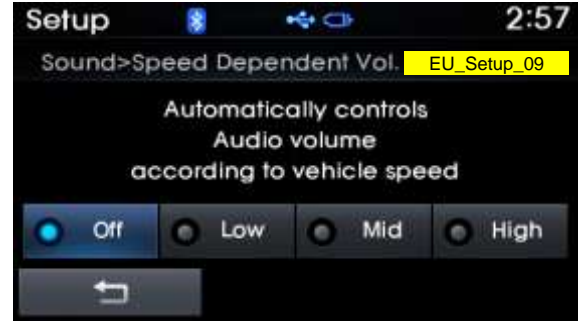 Setup 2:57
Sound>Speed Dependent Vol. EU_Setup_09
Automatically controls
Audio volume
according to vehicle speed
Off Low Mid High